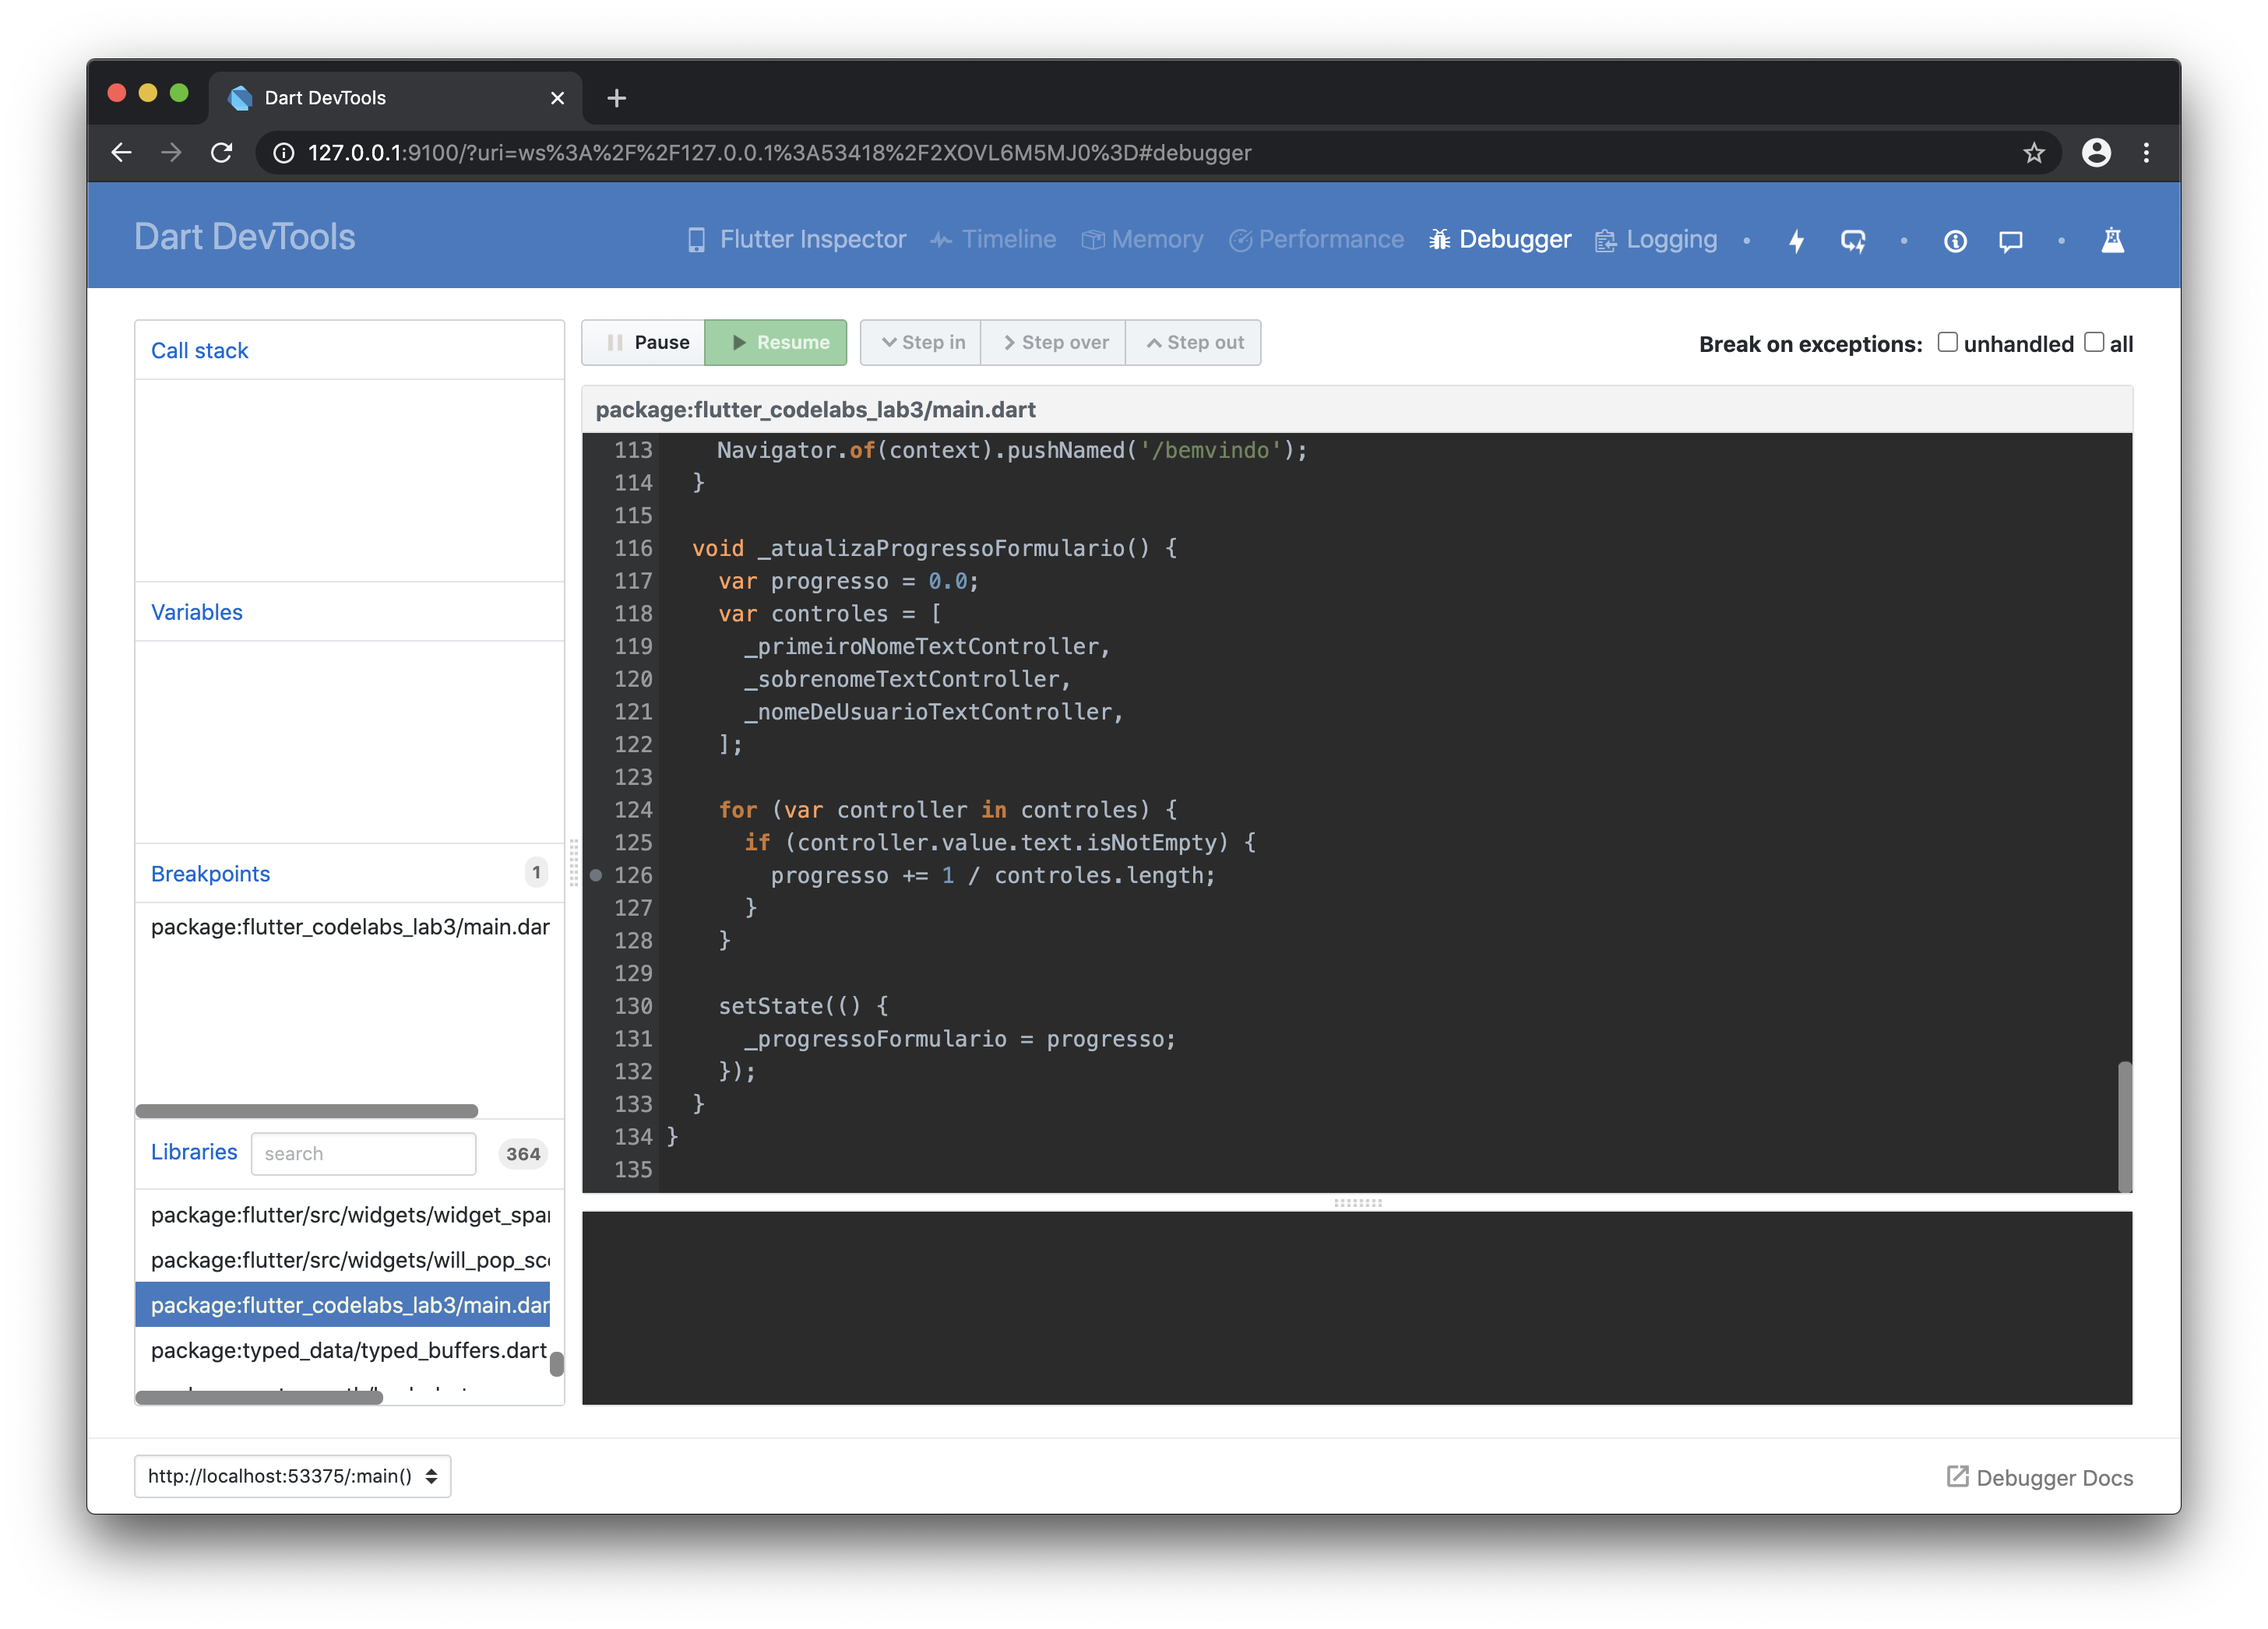 Dart DevTools
127.0.0.1:9100/?uri=ws%3A%2F%2F127.0.0.1%3A53418%2F2XOVL6M5MJ0%3D#debugger
Dart DevTools
Flutter Inspector Timeline Memory Performance Debugger Logging
Call stack
Variables
Breakpoints 1
package:flutter_codelabs_lab3/main.dar
Libraries search 364
package:flutter/src/widgets/widget_spa
package:flutter/src/widgets/will_pop_sc
package:flutter_codelabs_lab3/main.dar
package:typed_data/typed_buffers.dart
Pause Resume Step in Step over Step out
Break on exceptions: unhandled all
package:flutter_codelabs_lab3/main.dart
113 Navigator.of(context).pushNamed('/bemvindo');
114 }
115
116 void _atualizaProgressoFormulario() {
117 var progresso = 0.0;
118 var controles = [
119 _primeiroNomeTextController,
120 _sobrenomeTextController,
121 _nomeDeUsuarioTextController,
122 ];
123
124 for (var controller in controles) {
125 if (controller.value.text.isNotEmpty) {
126 progresso += 1 / controles.length;
127 }
128 }
129
130 setState(() {
131 _progressoFormulario = progresso;
132 });
133 }
134 }
135
http://localhost:53375/:main()
Debugger Docs